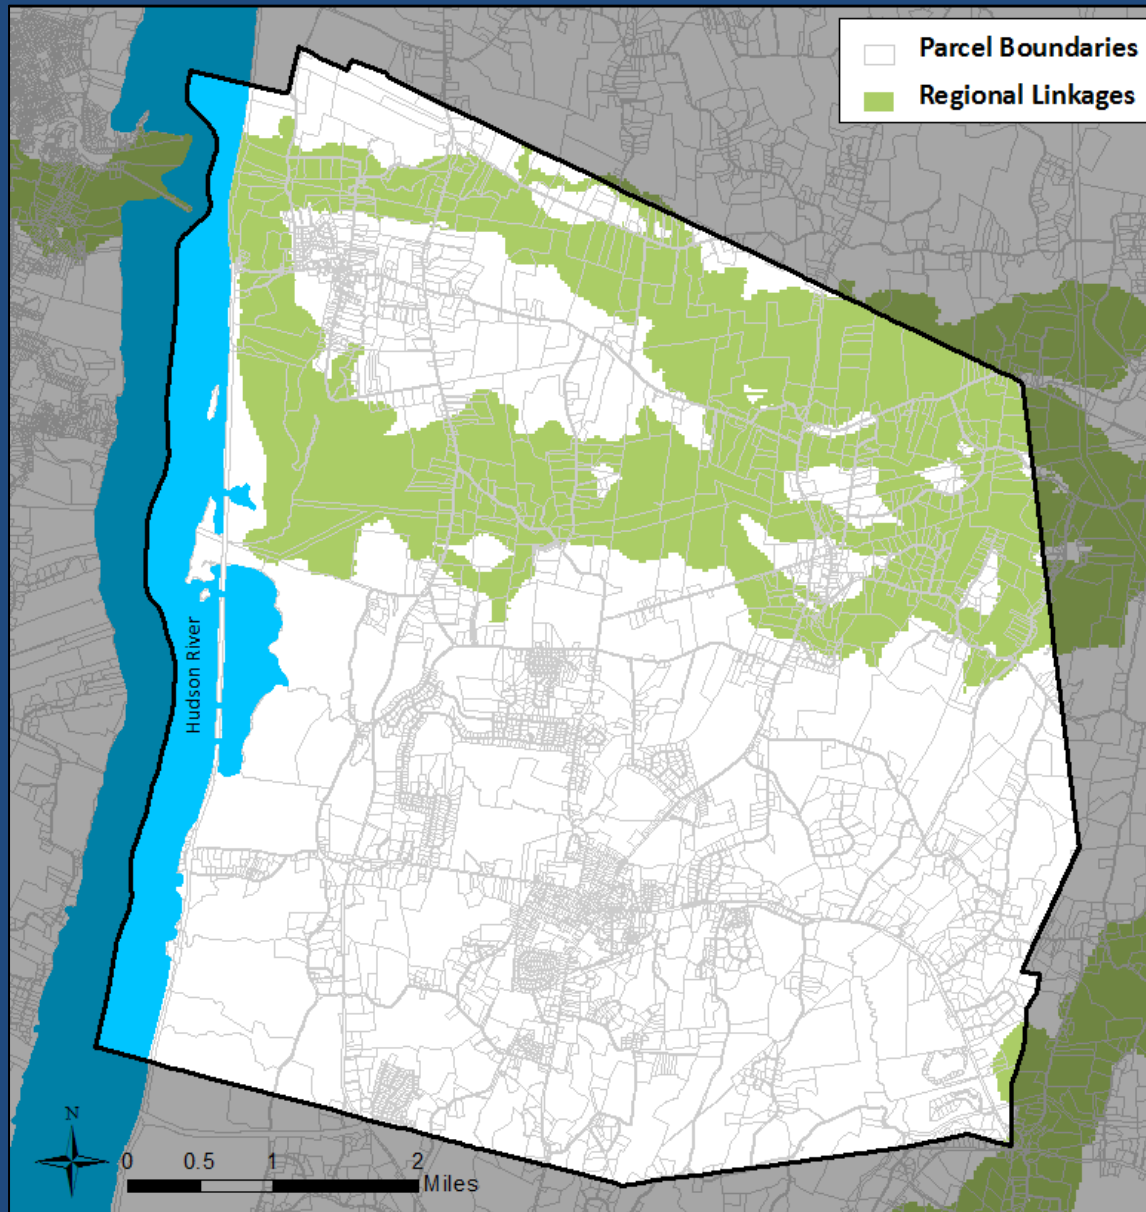 Parcel Boundaries
Regional Linkages
Hudson River
N
0 0.5 1 2
Miles